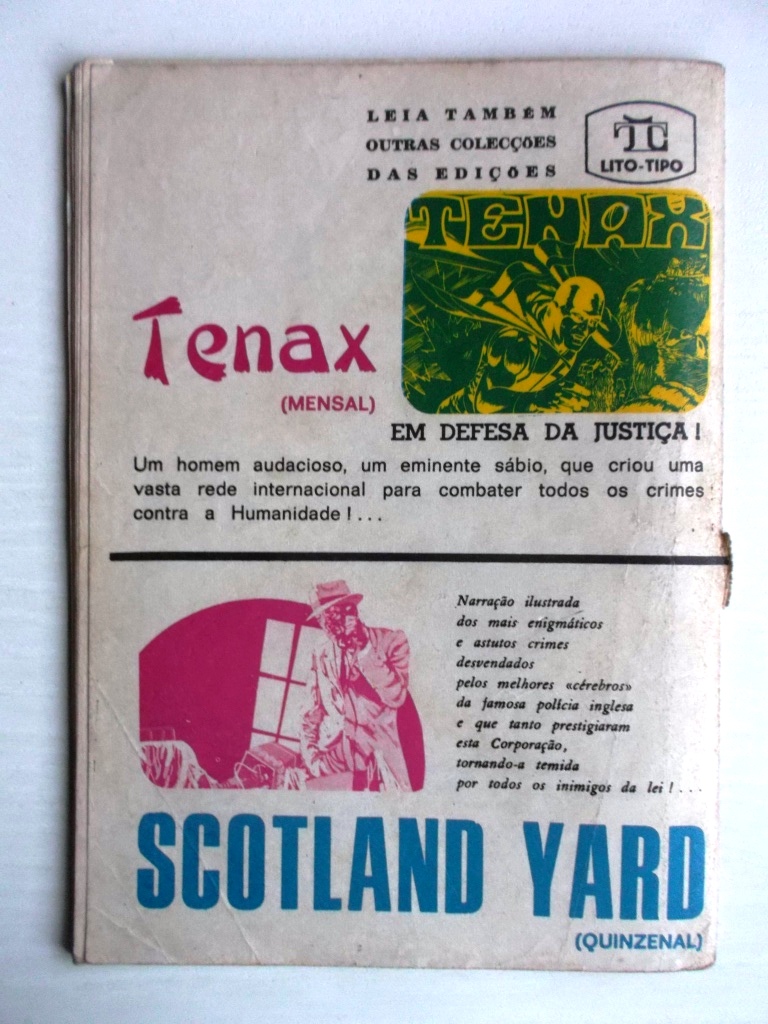 LEIA TAMBÉM
OUTRAS COLECÇÕES
DAS EDIÇÕES
LITO-TIPO
TENAX
Tenax
(MENSAL)
EM DEFESA DA JUSTIÇA!
Um homem audacioso, um eminente sábio, que criou uma
vasta rede internacional para combater todos os crimes
contra a Humanidade!...
Narração ilustrada
dos mais enigmáticos
e astutos crimes
desvendados
pelos melhores «cérebros»
da famosa polícia inglesa
e que tanto prestigiaram
esta Corporação,
tornando-a temida
por todos os inimigos da lei!...
SCOTLAND YARD
(QUINZENAL)